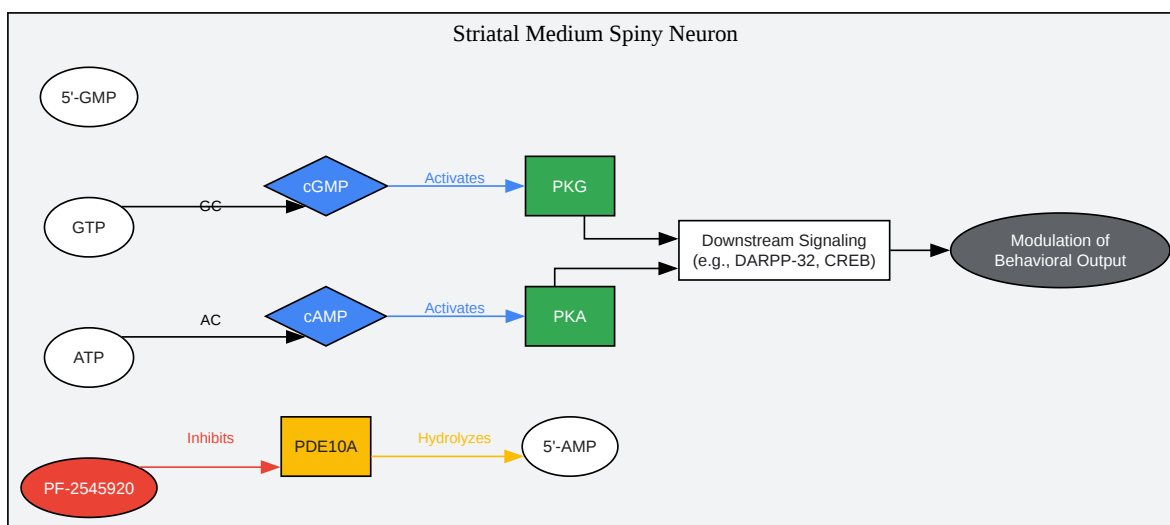 Striatal Medium Spiny Neuron
5'-GMP
cGMP
Activates
PKG
GC
GTP
Downstream Signaling
(e.g., DARPP-32, CREB)
Modulation of
Behavioral Output
cAMP
Activates
PKA
AC
ATP
Inhibits
PDE10A
Hydrolyzes
5'-AMP
PF-2545920